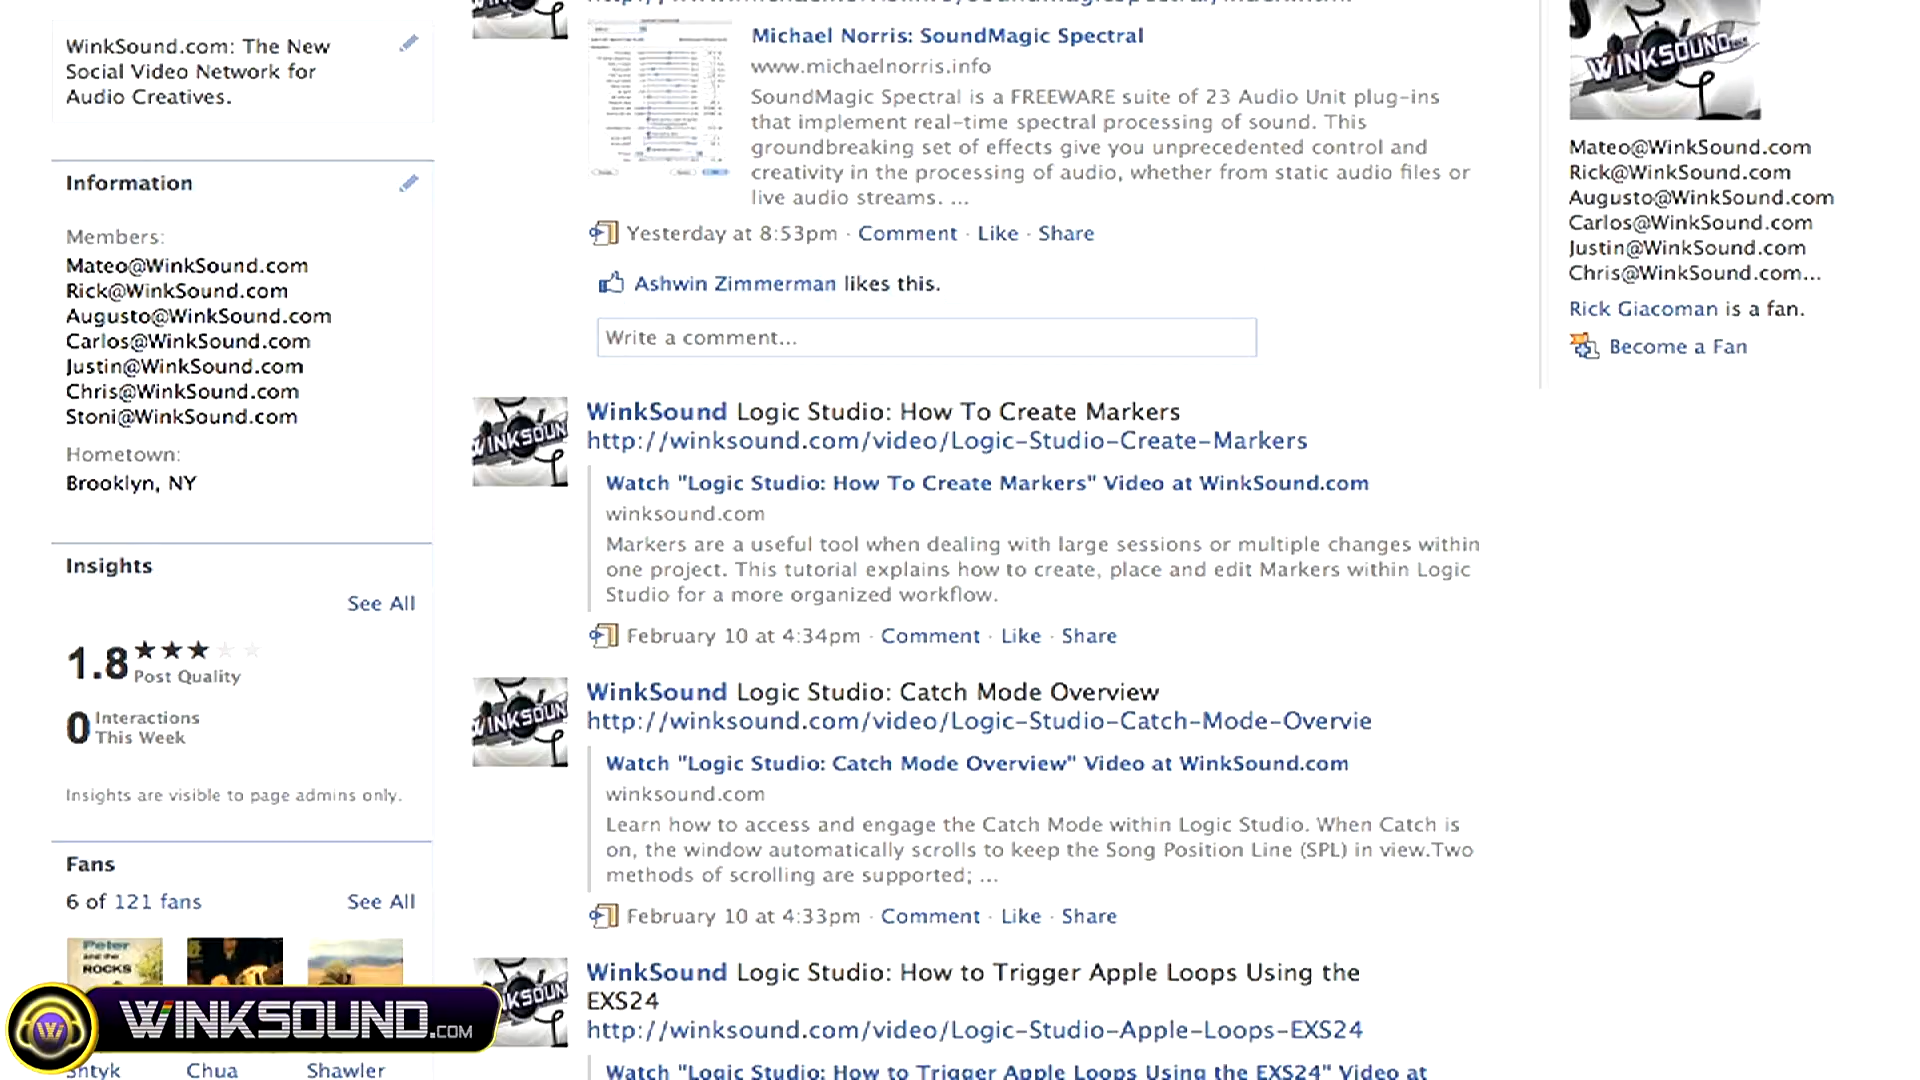 WinkSound.com: The New
Social Video Network for
Audio Creatives.
Information
Members:
Mateo@WinkSound.com
Rick@WinkSound.com
Augusto@WinkSound.com
Carlos@WinkSound.com
Justin@WinkSound.com
Chris@WinkSound.com
Stoni@WinkSound.com
Hometown:
Brooklyn, NY
Insights
See All
1.8 Post Quality
0 Interactions
This Week
Insights are visible to page admins only.
Fans
6 of 121 fans See All
Peter
and the
ROCKS
WINKSOUND.COM
Shtyk Chua Shawler
Michael Norris: SoundMagic Spectral
www.michaelnorris.info
SoundMagic Spectral is a FREEWARE suite of 23 Audio Unit plug-ins
that implement real-time spectral processing of sound. This
groundbreaking set of effects give you unprecedented control and
creativity in the processing of audio, whether from static audio files or
live audio streams. ...
Yesterday at 8:53pm · Comment · Like · Share
Ashwin Zimmerman likes this.
Write a comment...
WINKSOUN
WinkSound Logic Studio: How To Create Markers
http://winksound.com/video/Logic-Studio-Create-Markers
Watch "Logic Studio: How To Create Markers" Video at WinkSound.com
winksound.com
Markers are a useful tool when dealing with large sessions or multiple changes within
one project. This tutorial explains how to create, place and edit Markers within Logic
Studio for a more organized workflow.
February 10 at 4:34pm · Comment · Like · Share
WINKSOUN
WinkSound Logic Studio: Catch Mode Overview
http://winksound.com/video/Logic-Studio-Catch-Mode-Overvie
Watch "Logic Studio: Catch Mode Overview" Video at WinkSound.com
winksound.com
Learn how to access and engage the Catch Mode within Logic Studio. When Catch is
on, the window automatically scrolls to keep the Song Position Line (SPL) in view.Two
methods of scrolling are supported; ...
February 10 at 4:33pm · Comment · Like · Share
KSOUN
WinkSound Logic Studio: How to Trigger Apple Loops Using the
EXS24
http://winksound.com/video/Logic-Studio-Apple-Loops-EXS24
Watch "Logic Studio: How to Trigger Apple Loops Using the EXS24" Video at
WINKSOUND
Mateo@WinkSound.com
Rick@WinkSound.com
Augusto@WinkSound.com
Carlos@WinkSound.com
Justin@WinkSound.com
Chris@WinkSound.com...
Rick Giacoman is a fan.
Become a Fan